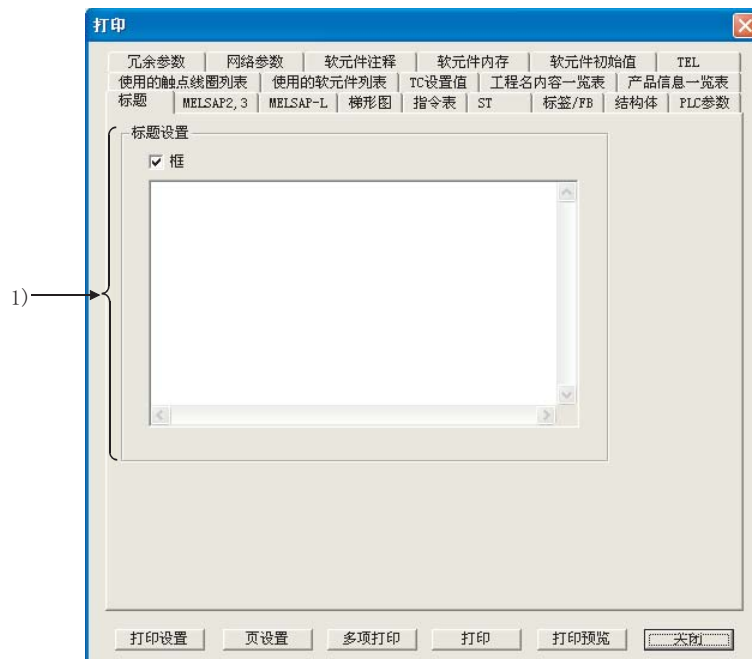 打印
冗余参数 网络参数 软元件注释 软元件内存 软元件初始值 TEL
使用的触点线圈列表 使用的软元件列表 TC设置值 工程名内容一览表 产品信息一览表
标题 MELSAP2,3 MELSAP-L 梯形图 指令表 ST 标签/FB 结构体 PLC参数
标题设置
框
1)
打印设置 页设置 多项打印 打印 打印预览 关闭